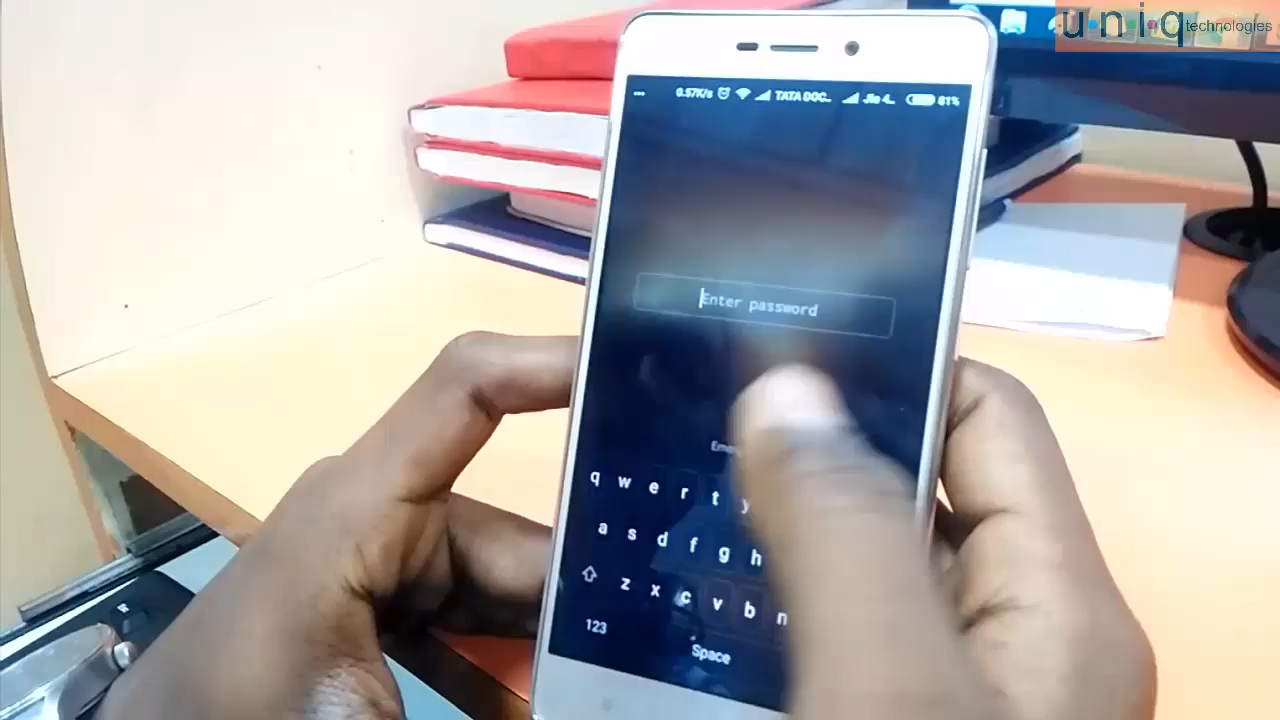 uniq technologies
... 0.57K/s TATA DOC... Jio 4... 81%
Enter password
q w e r t y
a s d f g h
z x c v b n
123
Space